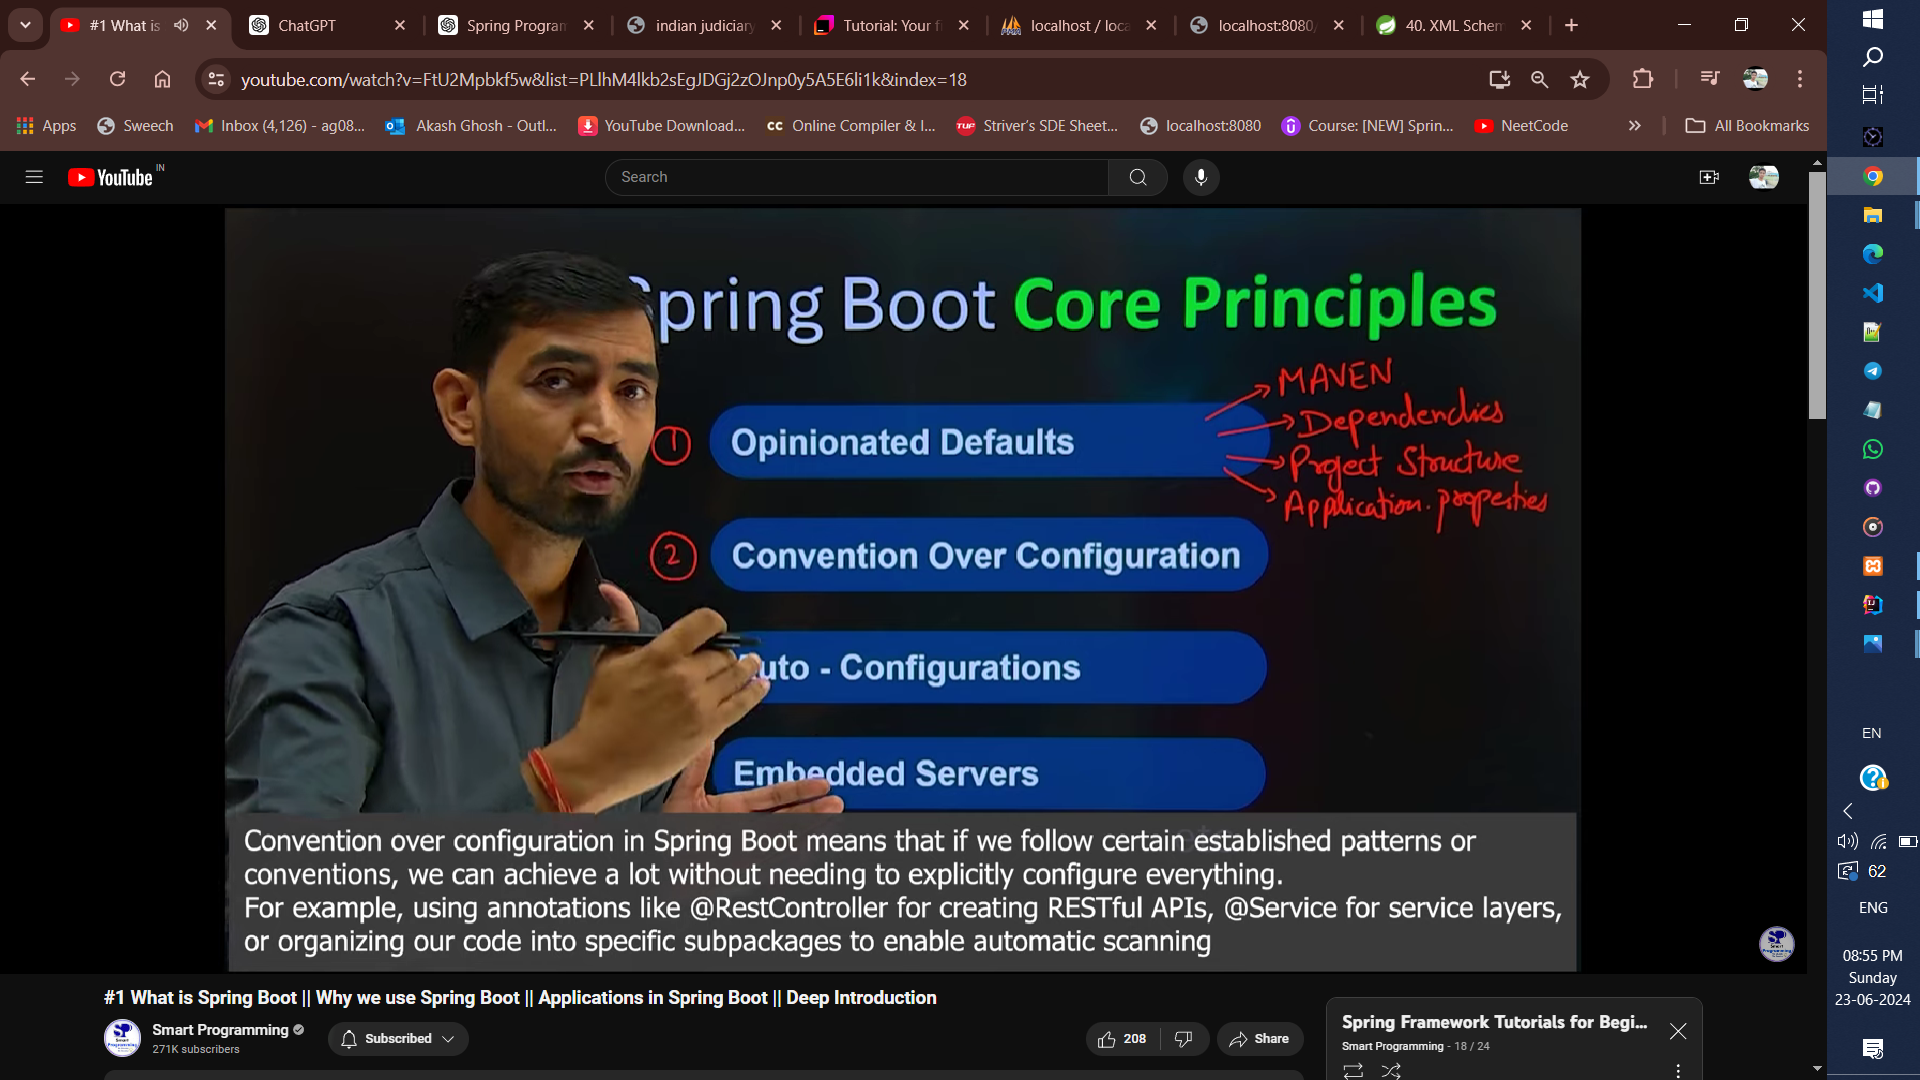 #1 What is
ChatGPT
Spring Program
indian judiciary
Tutorial: Your f
localhost / loca
localhost:8080/
40. XML Schem
youtube.com/watch?v=FtU2Mpbkf5w&list=PLlhM4lkb2sEgJDGj2zOJnp0y5A5E6li1k&index=18
Apps
Sweech
Inbox (4,126) - ag08...
Akash Ghosh - Outl...
YouTube Download...
CC
Online Compiler & I...
TUF
Striver's SDE Sheet...
localhost:8080
Course: [NEW] Sprin...
NeetCode
All Bookmarks
YouTube IN
Search
Spring Boot Core Principles
MAVEN
1 Opinionated Defaults
Dependencies
Project Structure
Application.properties
2 Convention Over Configuration
Auto - Configurations
Embedded Servers
Convention over configuration in Spring Boot means that if we follow certain established patterns or
conventions, we can achieve a lot without needing to explicitly configure everything.
For example, using annotations like @RestController for creating RESTful APIs, @Service for service layers,
or organizing our code into specific subpackages to enable automatic scanning
#1 What is Spring Boot || Why we use Spring Boot || Applications in Spring Boot || Deep Introduction
Smart Programming
271K subscribers
Subscribed
208
Share
Spring Framework Tutorials for Begi...
Smart Programming - 18 / 24
EN
62
ENG
08:55 PM
Sunday
23-06-2024